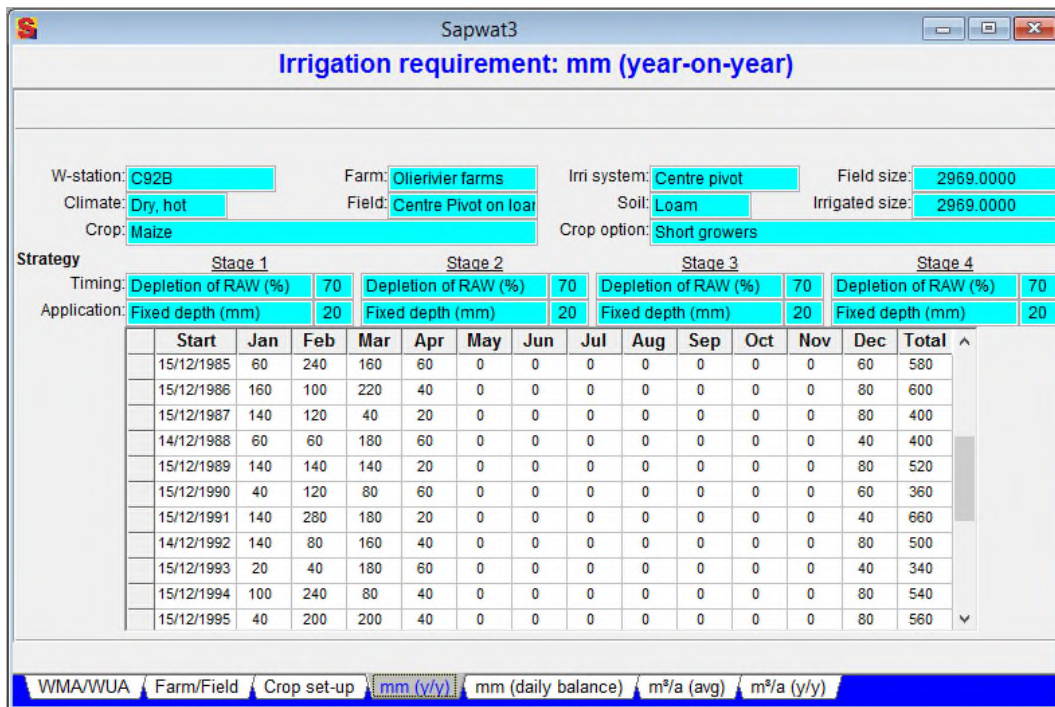 Sapwat3
Irrigation requirement: mm (year-on-year)
W-station: C92B Farm: Olierivier farms Irri system: Centre pivot Field size: 2969.0000
Climate: Dry, hot Field: Centre Pivot on loar Soil: Loam Irrigated size: 2969.0000
Crop: Maize Crop option: Short growers
Strategy Stage 1 Stage 2 Stage 3 Stage 4
Timing: Depletion of RAW (%) 70 Depletion of RAW (%) 70 Depletion of RAW (%) 70 Depletion of RAW (%) 70
Application: Fixed depth (mm) 20 Fixed depth (mm) 20 Fixed depth (mm) 20 Fixed depth (mm) 20
Start Jan Feb Mar Apr May Jun Jul Aug Sep Oct Nov Dec Total
15/12/1985 60 240 160 60 0 0 0 0 0 0 0 60 580
15/12/1986 160 100 220 40 0 0 0 0 0 0 0 80 600
15/12/1987 140 120 40 20 0 0 0 0 0 0 0 80 400
14/12/1988 60 60 180 60 0 0 0 0 0 0 0 40 400
15/12/1989 140 140 140 20 0 0 0 0 0 0 0 80 520
15/12/1990 40 120 80 60 0 0 0 0 0 0 0 60 360
15/12/1991 140 280 180 20 0 0 0 0 0 0 0 40 660
14/12/1992 140 80 160 40 0 0 0 0 0 0 0 80 500
15/12/1993 20 40 180 60 0 0 0 0 0 0 0 40 340
15/12/1994 100 240 80 40 0 0 0 0 0 0 0 80 540
15/12/1995 40 200 200 40 0 0 0 0 0 0 0 80 560
WMA/WUA Farm/Field Crop set-up mm (y/y) mm (daily balance) m³/a (avg) m³/a (y/y)